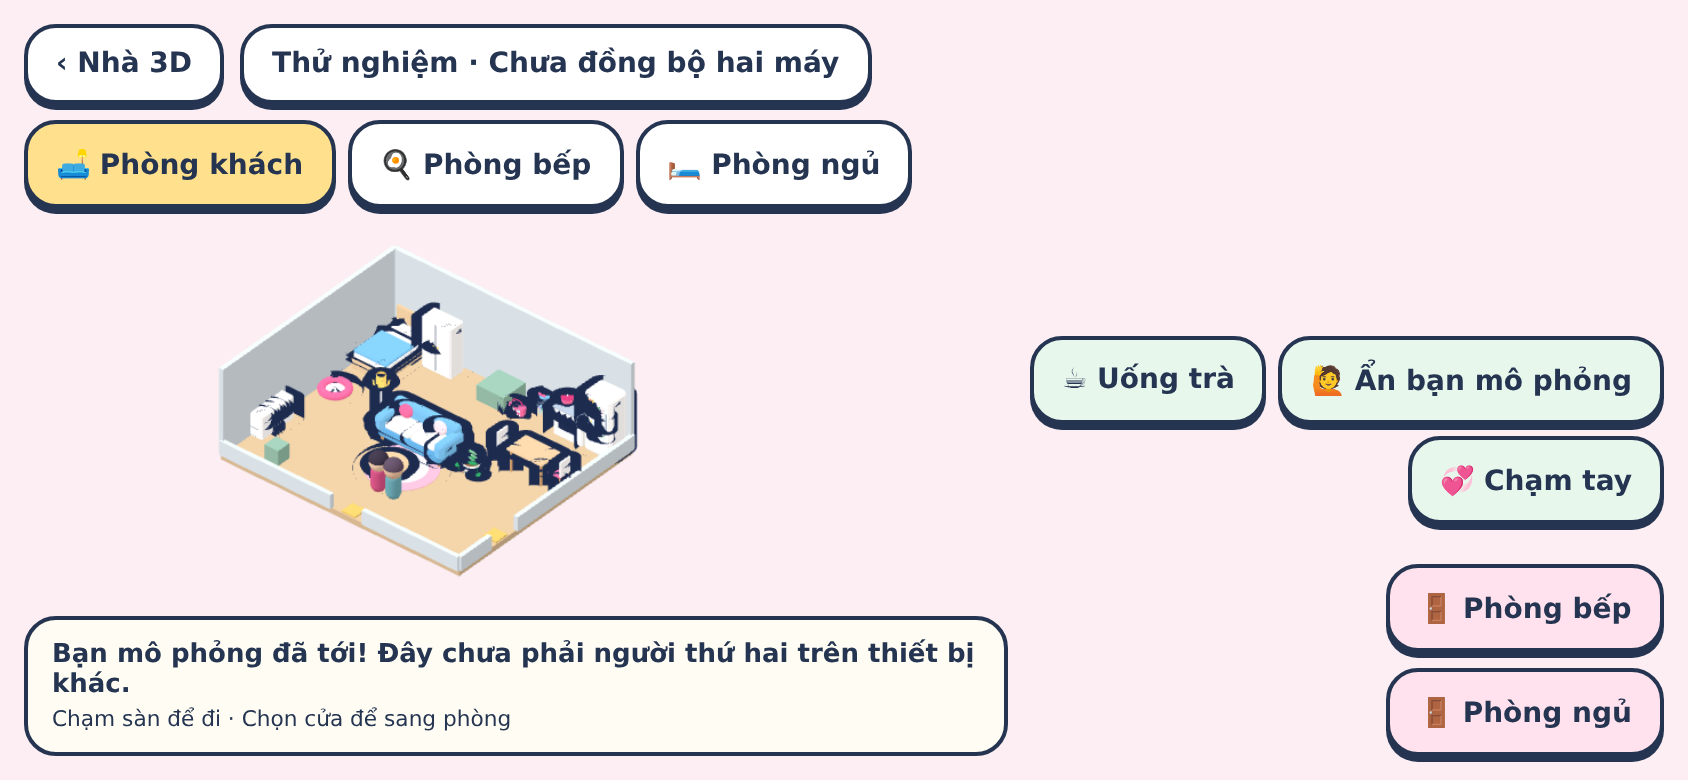 ‹ Nhà 3D
Thử nghiệm · Chưa đồng bộ hai máy
Phòng khách
Phòng bếp
Phòng ngủ
Uống trà
Ẩn bạn mô phỏng
Chạm tay
Phòng bếp
Phòng ngủ
Bạn mô phỏng đã tới! Đây chưa phải người thứ hai trên thiết bị
khác.
Chạm sàn để đi · Chọn cửa để sang phòng